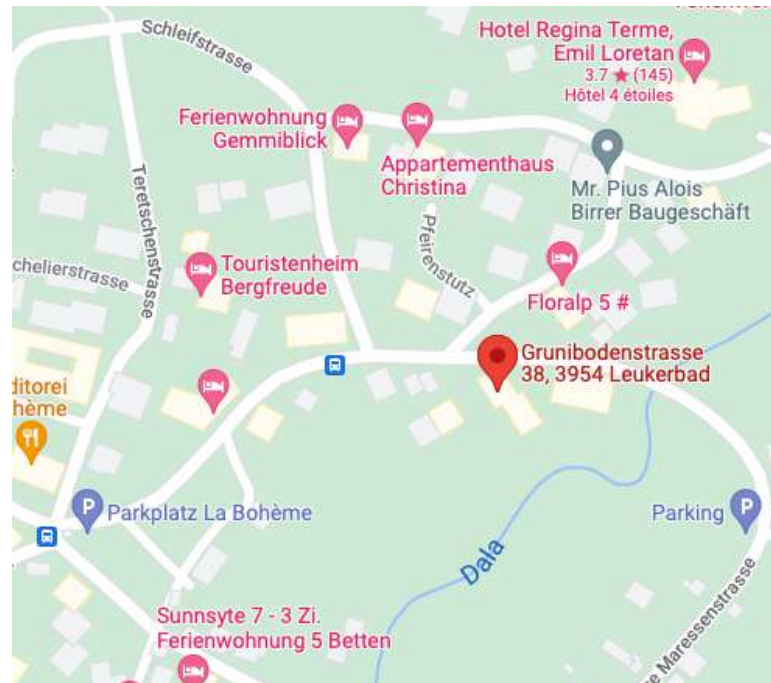 Schleifstrasse
Hotel Regina Terme,
Emil Loretan
3.7 ★ (145)
Hôtel 4 étoiles
Ferienwohnung
Gemmiblick
Appartementhaus
Christina
Mr. Pius Alois
Birrer Baugeschäft
Teretschenstrasse
Pfeirenstutz
chelierstrasse
Touristenheim
Bergfreude
Floralp 5 #
Grunibodenstrasse
38, 3954 Leukerbad
ditorei
hème
P
Parkplatz La Bohème
Parking
P
Dala
e Maressenstrasse
Sunnsyte 7 - 3 Zi.
Ferienwohnung 5 Betten